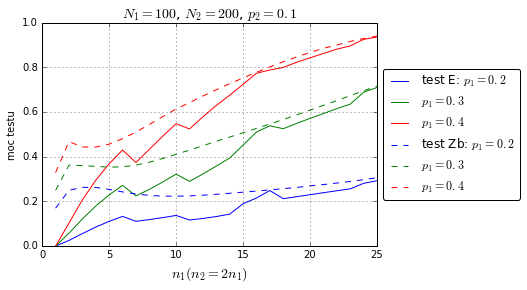 N₁ = 100, N₂ = 200, p₂ = 0.1
moc testu
1.0
0.8
0.6
0.4
0.2
0.0
0 5 10 15 20 25
n₁(n₂ = 2n₁)
test E: p₁ = 0.2
p₁ = 0.3
p₁ = 0.4
test Zb: p₁ = 0.2
p₁ = 0.3
p₁ = 0.4